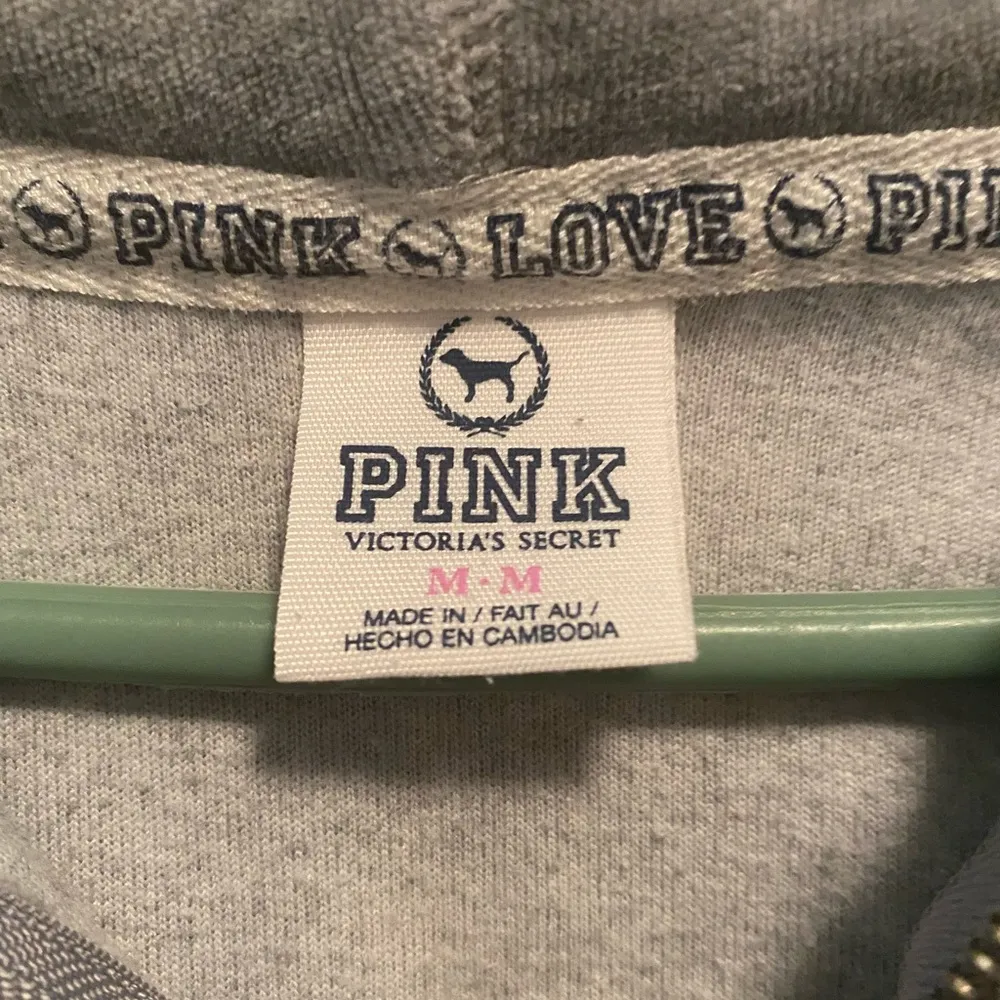 PINK LOVE PI
PINK
VICTORIA'S SECRET
M - M
MADE IN / FAIT AU /
HECHO EN CAMBODIA